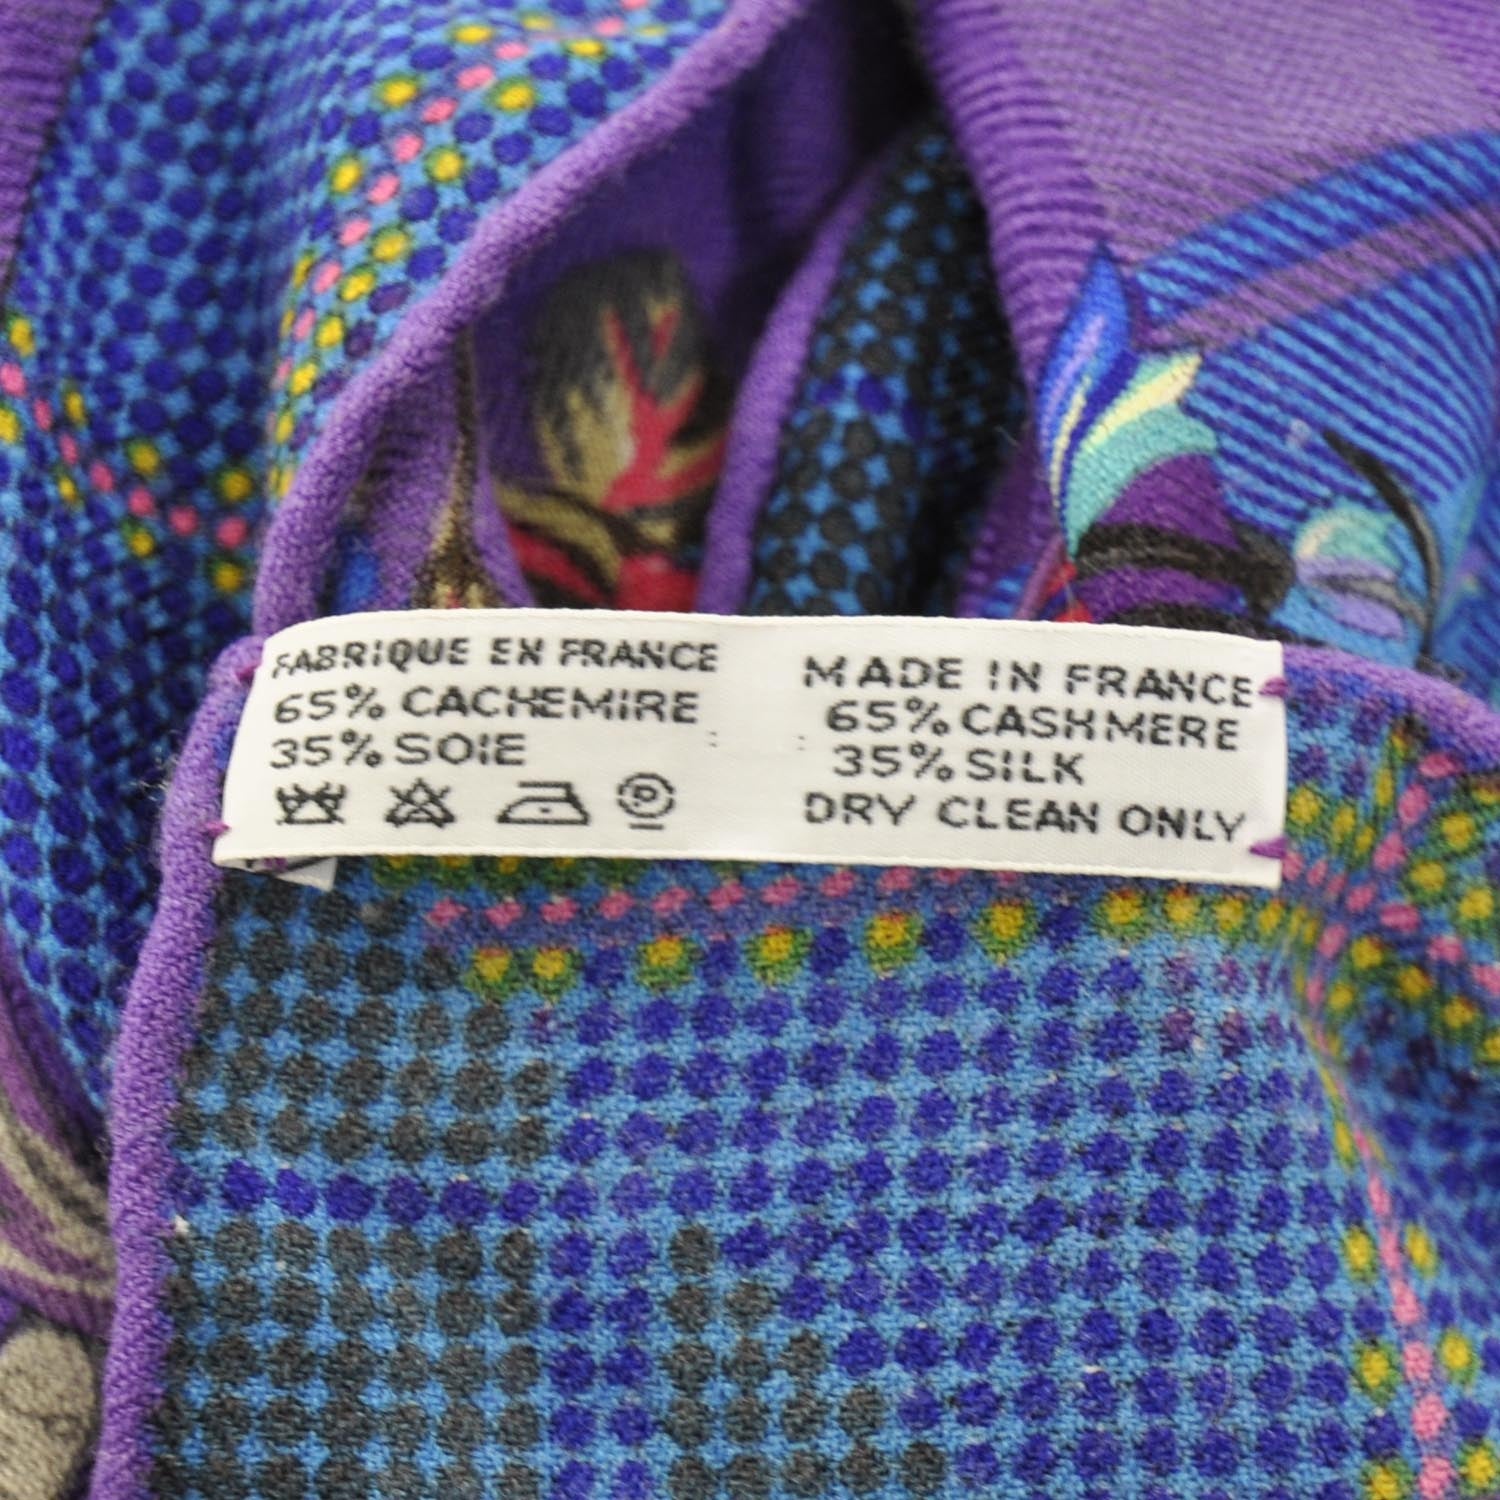 FABRIQUE EN FRANCE
65% CACHEMIRE
35% SOIE
P
MADE IN FRANCE
65% CASHMERE
35% SILK
DRY CLEAN ONLY